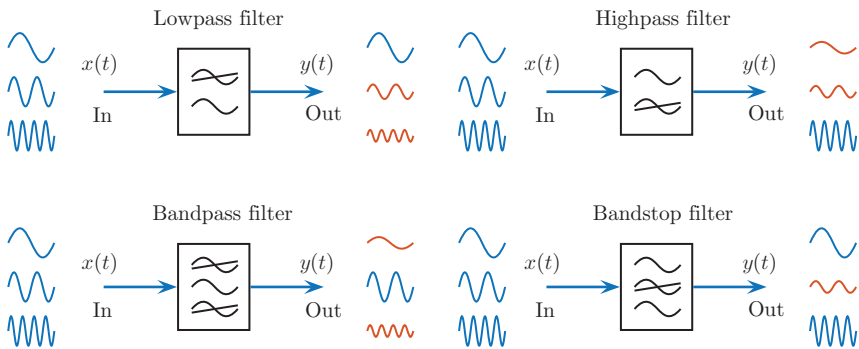 Lowpass filter
x(t)
y(t)
In
Out
Highpass filter
x(t)
y(t)
In
Out
Bandpass filter
x(t)
y(t)
In
Out
Bandstop filter
x(t)
y(t)
In
Out